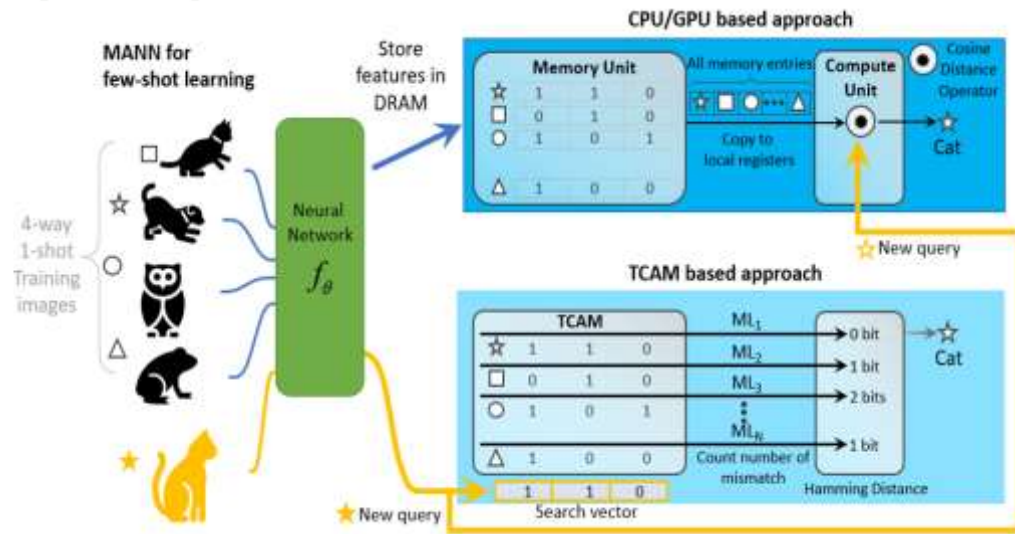 CPU/GPU based approach
MANN for
few-shot learning
Store
features in
DRAM
Memory Unit
1 1 0
0 1 0
1 0 1
1 0 0
All memory entries
Copy to
local registers
Compute
Unit
Cosine
Distance
Operator
Cat
New query
4-way
1-shot
Training
images
Neural
Network
fθ
TCAM based approach
TCAM
1 1 0
0 1 0
1 0 1
1 0 0
ML1
ML2
ML3
MLN
Count number of
mismatch
0 bit
1 bit
2 bits
1 bit
Hamming Distance
Cat
1 1 0
Search vector
New query